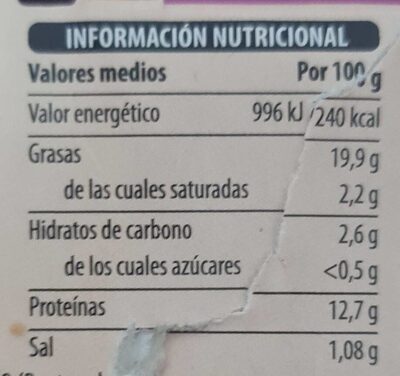 INFORMACIÓN NUTRICIONAL
Valores medios Por 100 g
Valor energético 996 kJ /240 kcal
Grasas 19,9 g
de las cuales saturadas 2,2 g
Hidratos de carbono 2,6 g
de los cuales azúcares <0,5 g
Proteínas 12,7 g
Sal 1,08 g